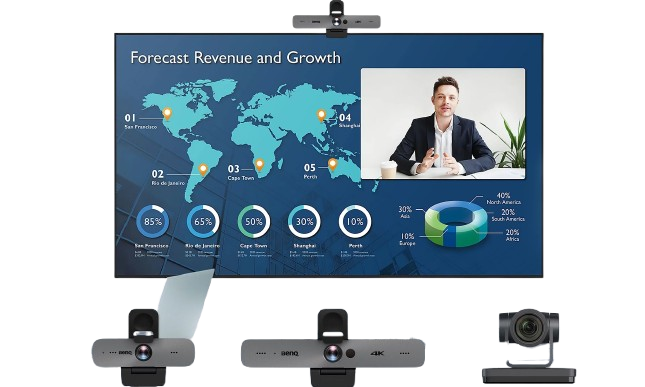 BenQ
Forecast Revenue and Growth
01
San Francisco
02
Rio de Janeiro
03
Cape Town
04
Shanghai
05
Perth
85%
65%
50%
30%
10%
San Francisco
Rio de Janeiro
Cape Town
Shanghai
Perth
40%
North America
30%
Asia
20%
South America
10%
Europe
20%
Africa
BenQ
BenQ
4K